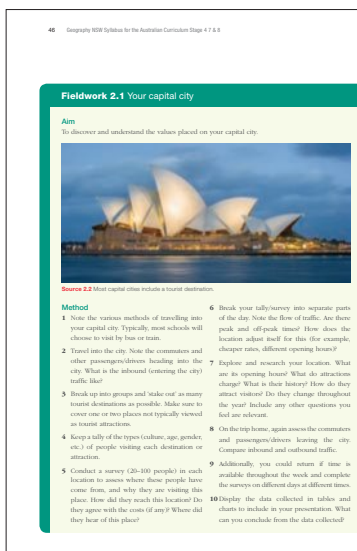 46 Geography NSW Syllabus for the Australian Curriculum Stage 4 7 & 8
Fieldwork 2.1 Your capital city
Aim
To discover and understand the values placed on your capital city.
Source 2.2 Most capital cities include a tourist destination.
Method
1 Note the various methods of travelling into
your capital city. Typically, most schools will
choose to visit by bus or train.
2 Travel into the city. Note the commuters and
other passengers/drivers heading into the
city. What is the inbound (entering the city)
traffic like?
3 Break up into groups and 'stake out' as many
tourist destinations as possible. Make sure to
cover one or two places not typically viewed
as tourist attractions.
4 Keep a tally of the types (culture, age, gender,
etc.) of people visiting each destination or
attraction.
5 Conduct a survey (20–100 people) in each
location to assess where these people have
come from, and why are they visiting this
place. How did they reach this location? Do
they agree with the costs (if any)? Where did
they hear of this place?
6 Break your tally/survey into separate parts
of the day. Note the flow of traffic. Are there
peak and off-peak times? How does the
location adjust itself for this (for example,
cheaper rates, different opening hours)?
7 Explore and research your location. What
are its opening hours? What do attractions
change? What is their history? How do they
attract visitors? Do they change throughout
the year? Include any other questions you
feel are relevant.
8 On the trip home, again assess the commuters
and passengers/drivers leaving the city.
Compare inbound and outbound traffic.
9 Additionally, you could return if time is
available throughout the week and complete
the surveys on different days at different times.
10 Display the data collected in tables and
charts to include in your presentation. What
can you conclude from the data collected?